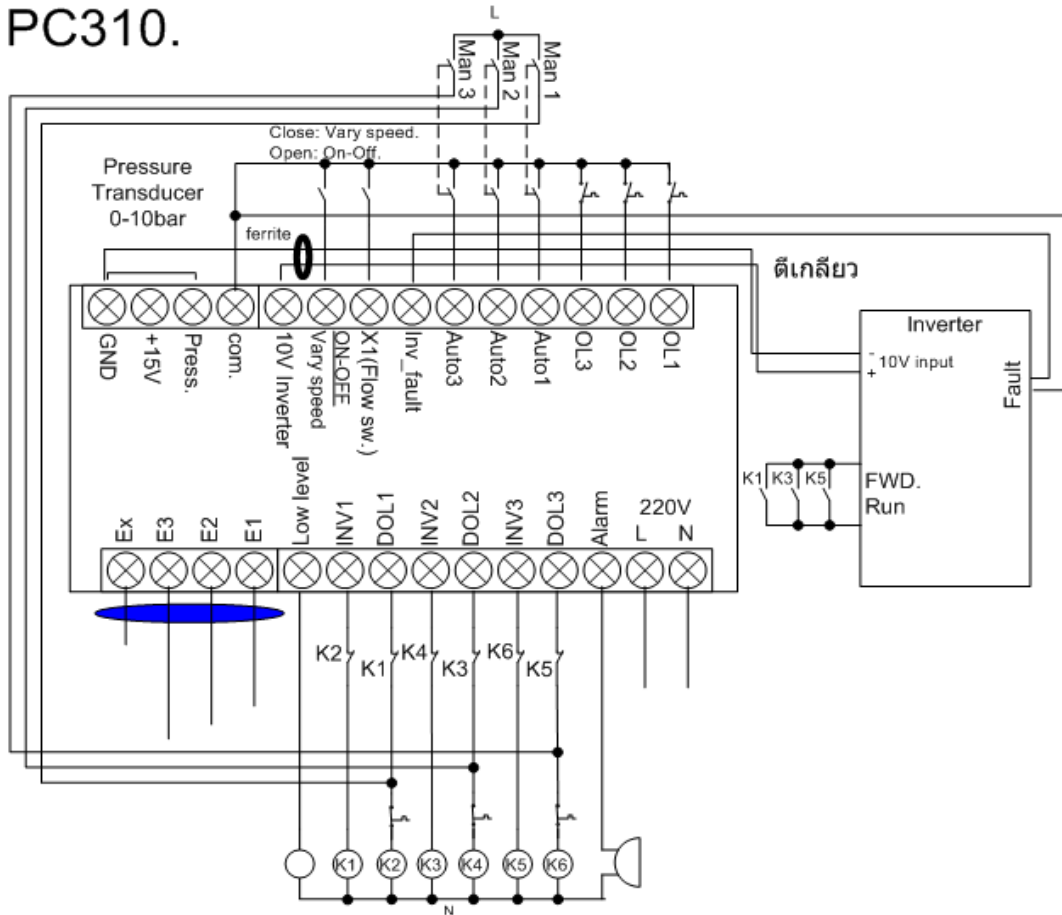 PC310.
L
Man 3
Man 2
Man 1
Close: Vary speed.
Open: On-Off.
Pressure
Transducer
0-10bar
ferrite
ตีเกลียว
GND
+15V
Press.
com.
10V Inverter
Vary speed
ON-OFF
X1(Flow sw.)
Inv_fault
Auto3
Auto2
Auto1
OL3
OL2
OL1
Inverter
-
10V input
+
Fault
K1
K3
K5
FWD.
Run
Ex
E3
E2
E1
Low level
INV1
DOL1
INV2
DOL2
INV3
DOL3
Alarm
220V
L
N
K2
K1
K4
K3
K6
K5
K1
K2
K3
K4
K5
K6
N